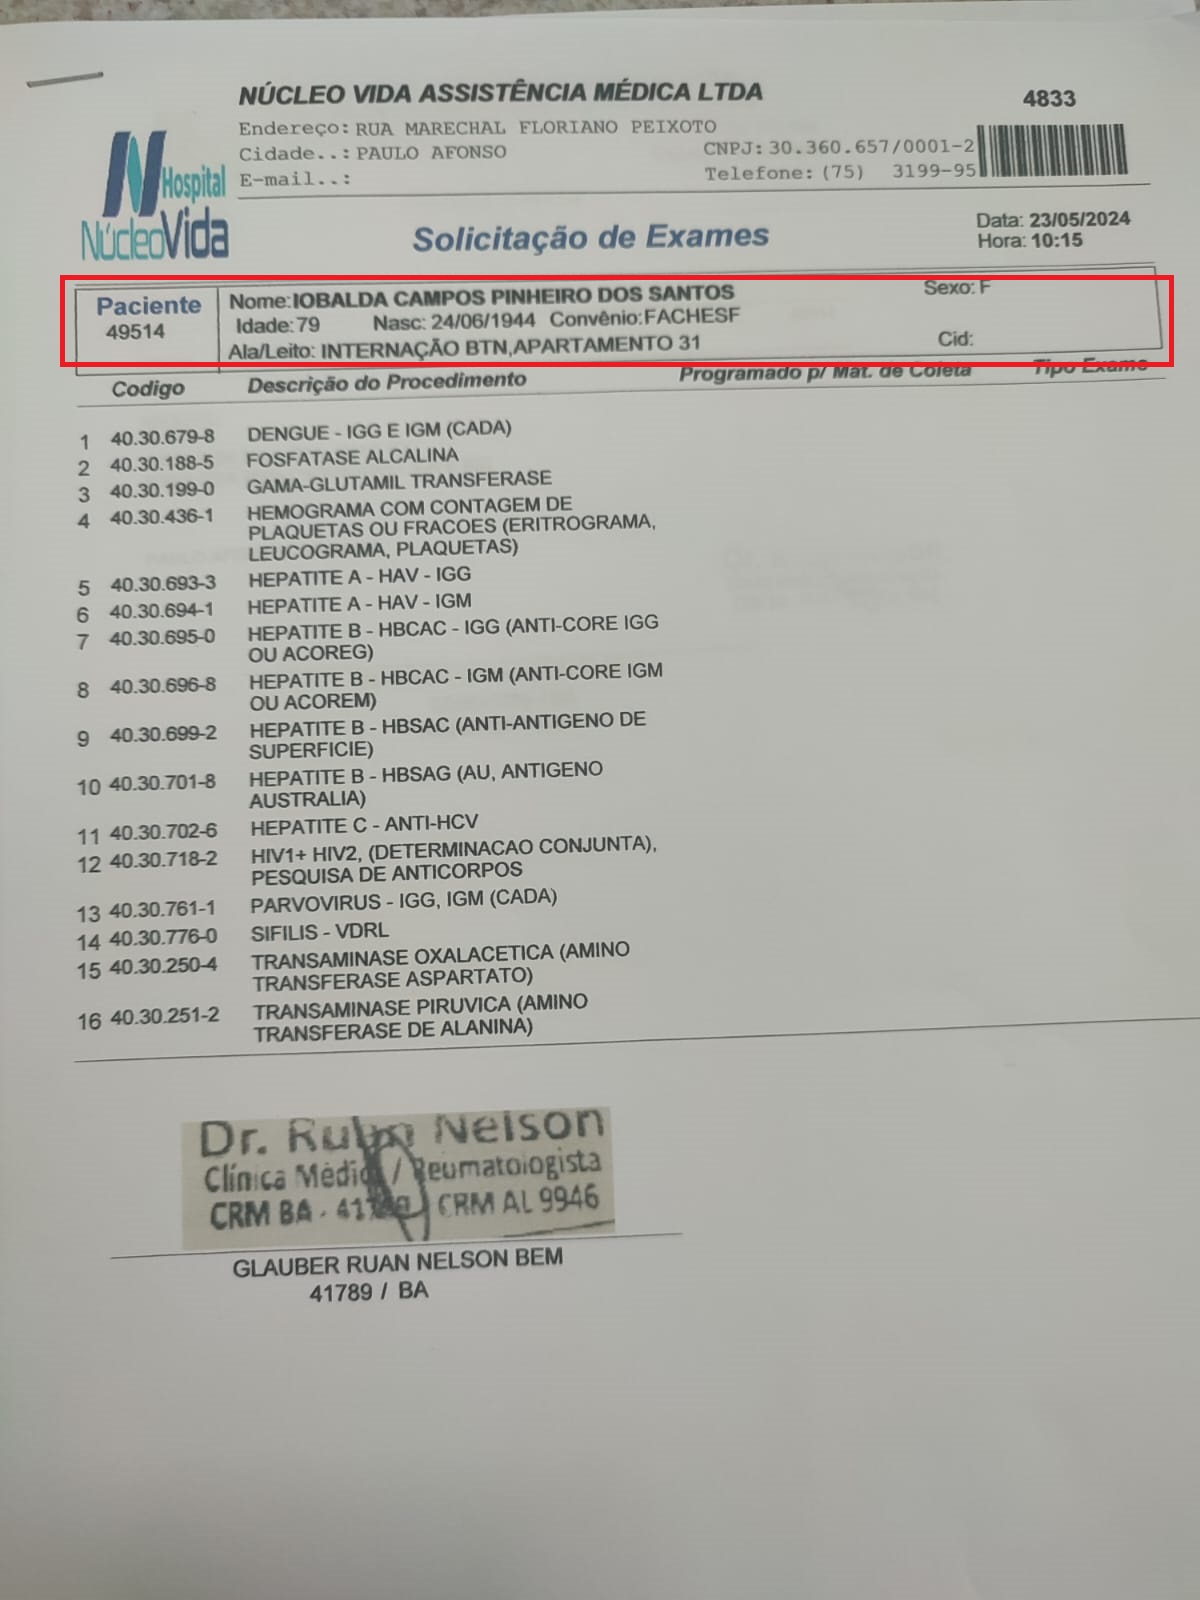 NÚCLEO VIDA ASSISTÊNCIA MÉDICA LTDA
4833
Endereço: RUA MARECHAL FLORIANO PEIXOTO
Cidade..: PAULO AFONSO
CNPJ: 30.360.657/0001-2
E-mail..:
Telefone: (75) 3199-95
Hospital
NúcleoVida
Solicitação de Exames
Data: 23/05/2024
Hora: 10:15
Paciente
49514
Nome: IOBALDA CAMPOS PINHEIRO DOS SANTOS Sexo: F
Idade: 79 Nasc: 24/06/1944 Convênio: FACHESF
Ala/Leito: INTERNAÇÃO BTN,APARTAMENTO 31 Cid:
Codigo Descrição do Procedimento Programado p/ Mat. de Coleta Tipo Exame
1 40.30.679-8 DENGUE - IGG E IGM (CADA)
2 40.30.188-5 FOSFATASE ALCALINA
3 40.30.199-0 GAMA-GLUTAMIL TRANSFERASE
4 40.30.436-1 HEMOGRAMA COM CONTAGEM DE
PLAQUETAS OU FRACOES (ERITROGRAMA,
LEUCOGRAMA, PLAQUETAS)
5 40.30.693-3 HEPATITE A - HAV - IGG
6 40.30.694-1 HEPATITE A - HAV - IGM
7 40.30.695-0 HEPATITE B - HBCAC - IGG (ANTI-CORE IGG
OU ACOREG)
8 40.30.696-8 HEPATITE B - HBCAC - IGM (ANTI-CORE IGM
OU ACOREM)
9 40.30.699-2 HEPATITE B - HBSAC (ANTI-ANTIGENO DE
SUPERFICIE)
10 40.30.701-8 HEPATITE B - HBSAG (AU, ANTIGENO
AUSTRALIA)
11 40.30.702-6 HEPATITE C - ANTI-HCV
12 40.30.718-2 HIV1+ HIV2, (DETERMINACAO CONJUNTA),
PESQUISA DE ANTICORPOS
13 40.30.761-1 PARVOVIRUS - IGG, IGM (CADA)
14 40.30.776-0 SIFILIS - VDRL
15 40.30.250-4 TRANSAMINASE OXALACETICA (AMINO
TRANSFERASE ASPARTATO)
16 40.30.251-2 TRANSAMINASE PIRUVICA (AMINO
TRANSFERASE DE ALANINA)
Dr. Ruan Nelson
Clínica Médica / Reumatologista
CRM BA - 41789 CRM AL 9946
GLAUBER RUAN NELSON BEM
41789 / BA